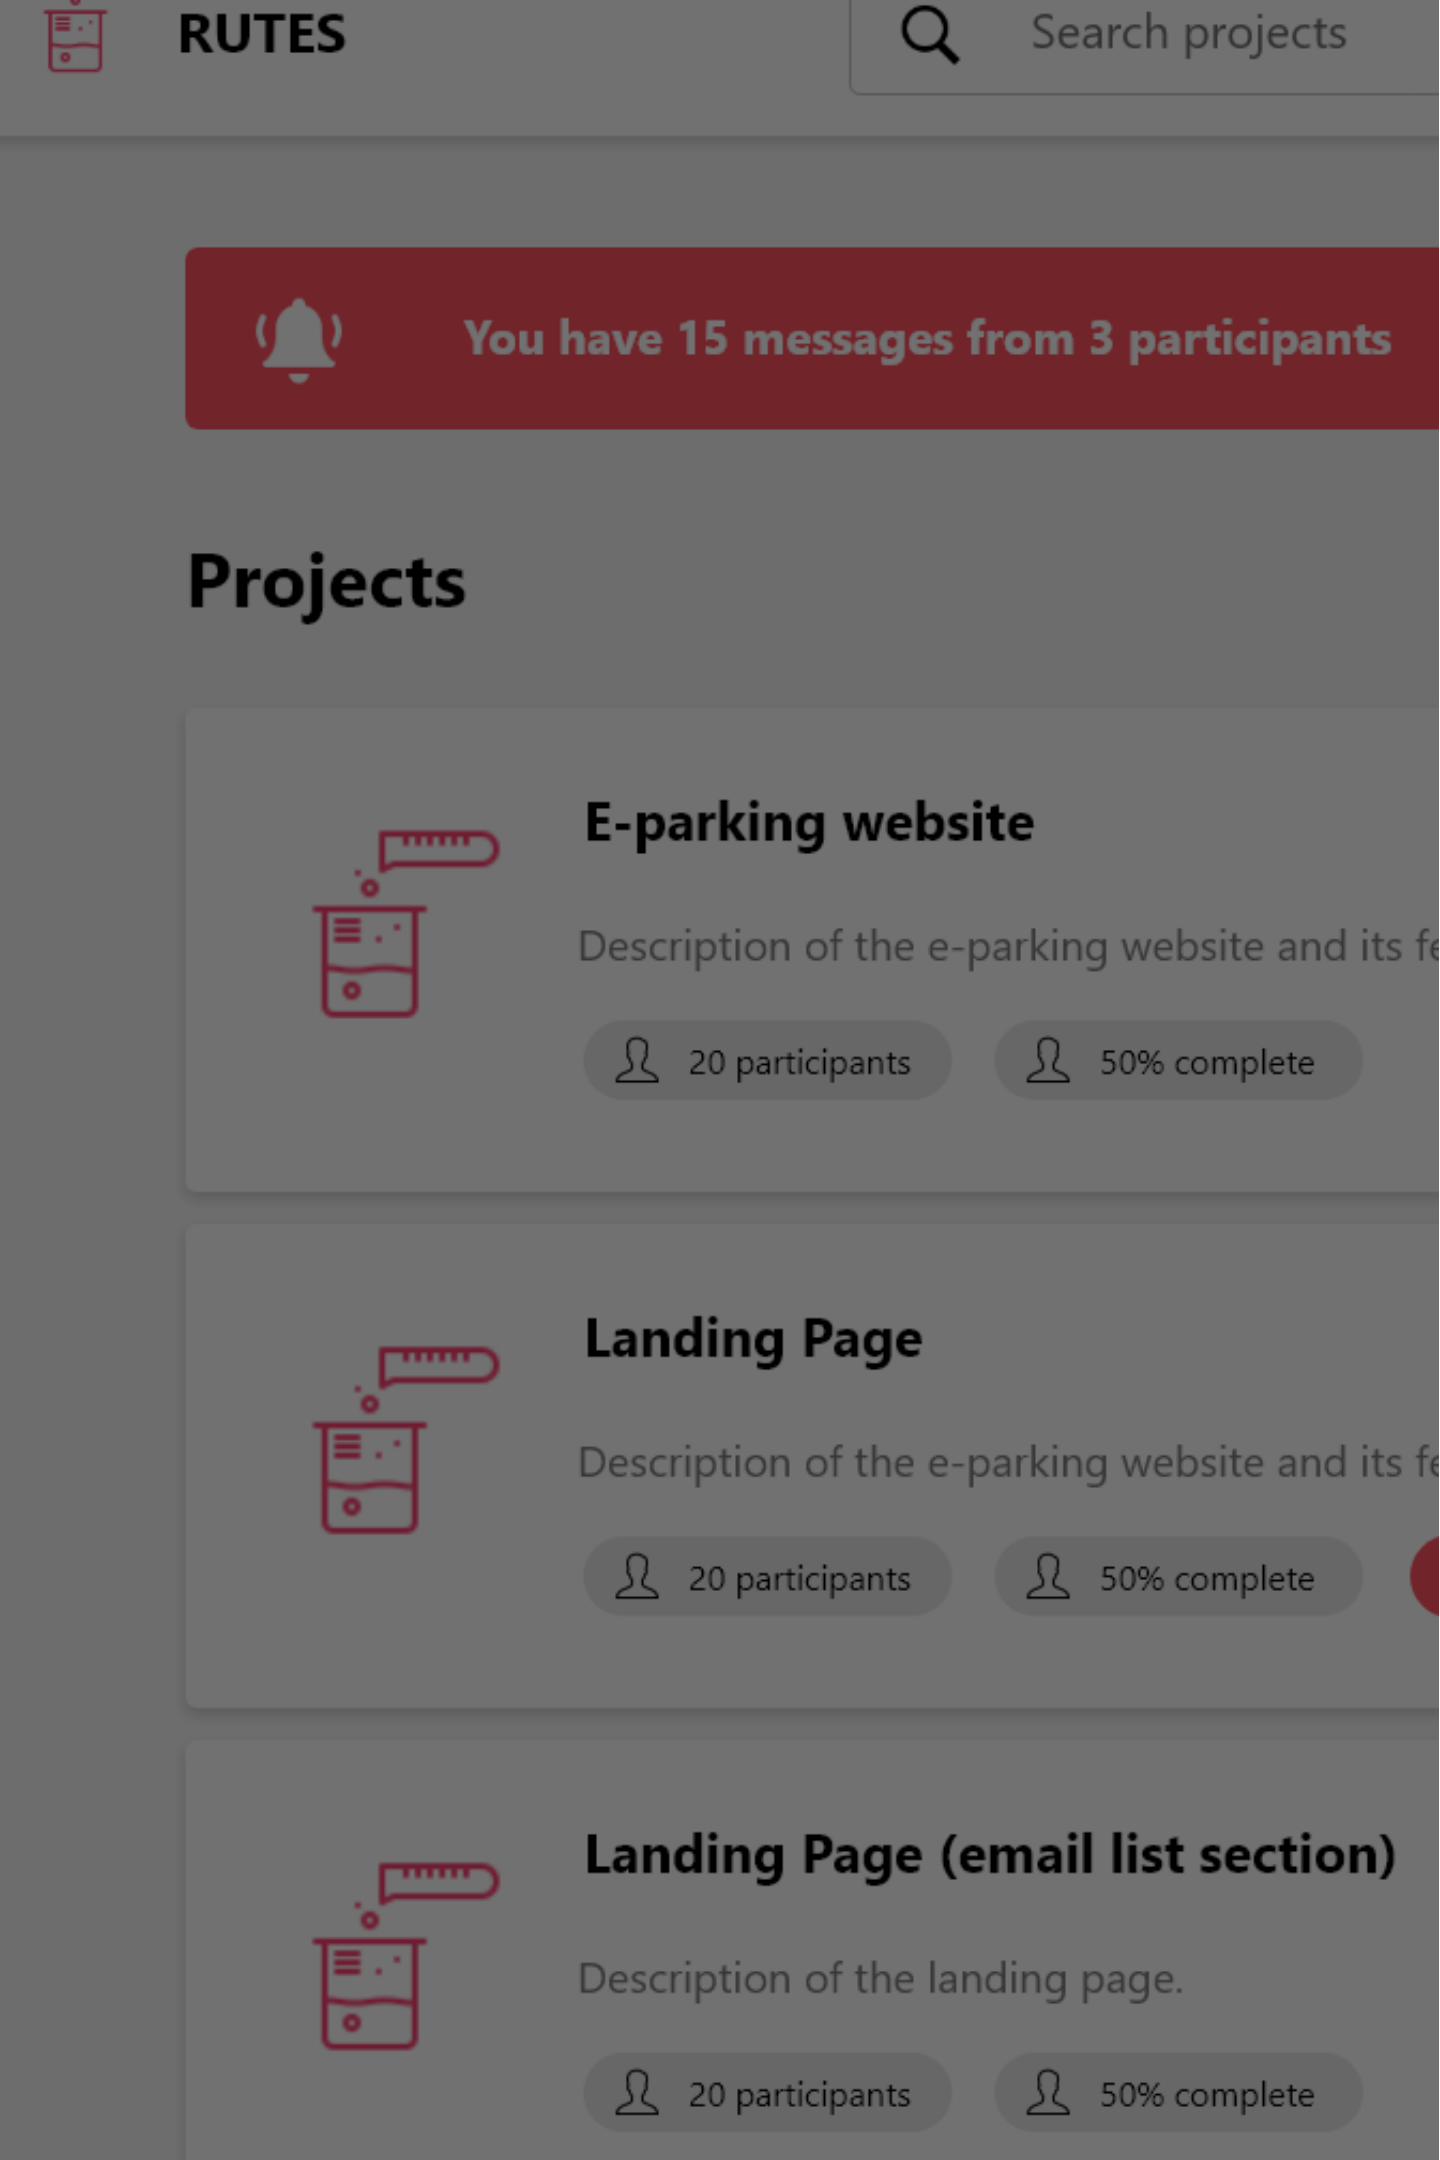 RUTES
Search projects
You have 15 messages from 3 participants
Projects
E-parking website
Description of the e-parking website and its
20 participants
50% complete
Landing Page
Description of the e-parking website and its
20 participants
50% complete
Landing Page (email list section)
Description of the landing page.
20 participants
50% complete